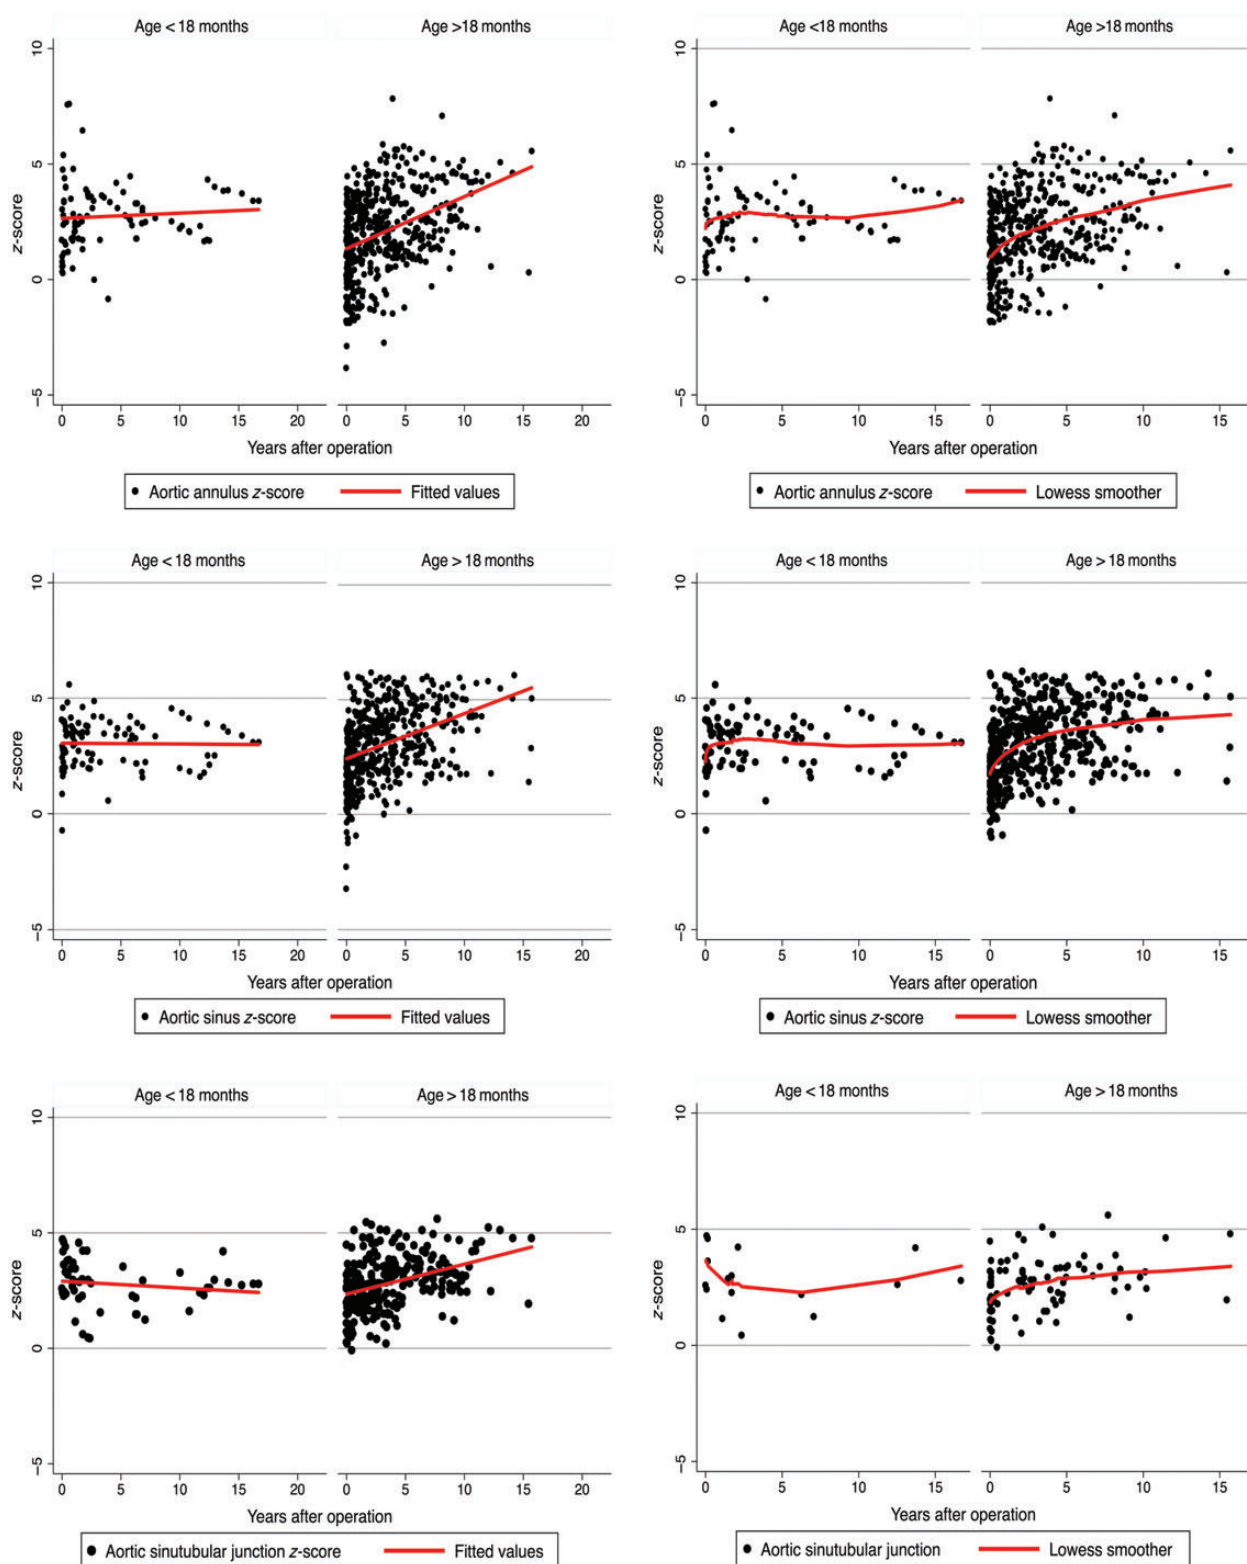 Age < 18 months Age >18 months
10
5
0
−5
z-score
0 5 10 15 20 0 5 10 15 20
Years after operation
Aortic annulus z-score Fitted values
Age <18 months Age >18 months
10
5
0
−5
z-score
0 5 10 15 0 5 10 15
Years after operation
Aortic annulus z-score Lowess smoother
Age < 18 months Age > 18 months
10
5
0
−5
z-score
0 5 10 15 20 0 5 10 15 20
Years after operation
Aortic sinus z-score Fitted values
Age < 18 months Age > 18 months
10
5
0
−5
z-score
0 5 10 15 0 5 10 15
Years after operation
Aortic sinus z-score Lowess smoother
Age < 18 months Age > 18 months
10
5
0
−5
z-score
0 5 10 15 20 0 5 10 15 20
Years after operation
Aortic sinutubular junction z-score Fitted values
Age < 18 months Age > 18 months
10
5
0
−5
z-score
0 5 10 15 0 5 10 15
Years after operation
Aortic sinutubular junction Lowess smoother